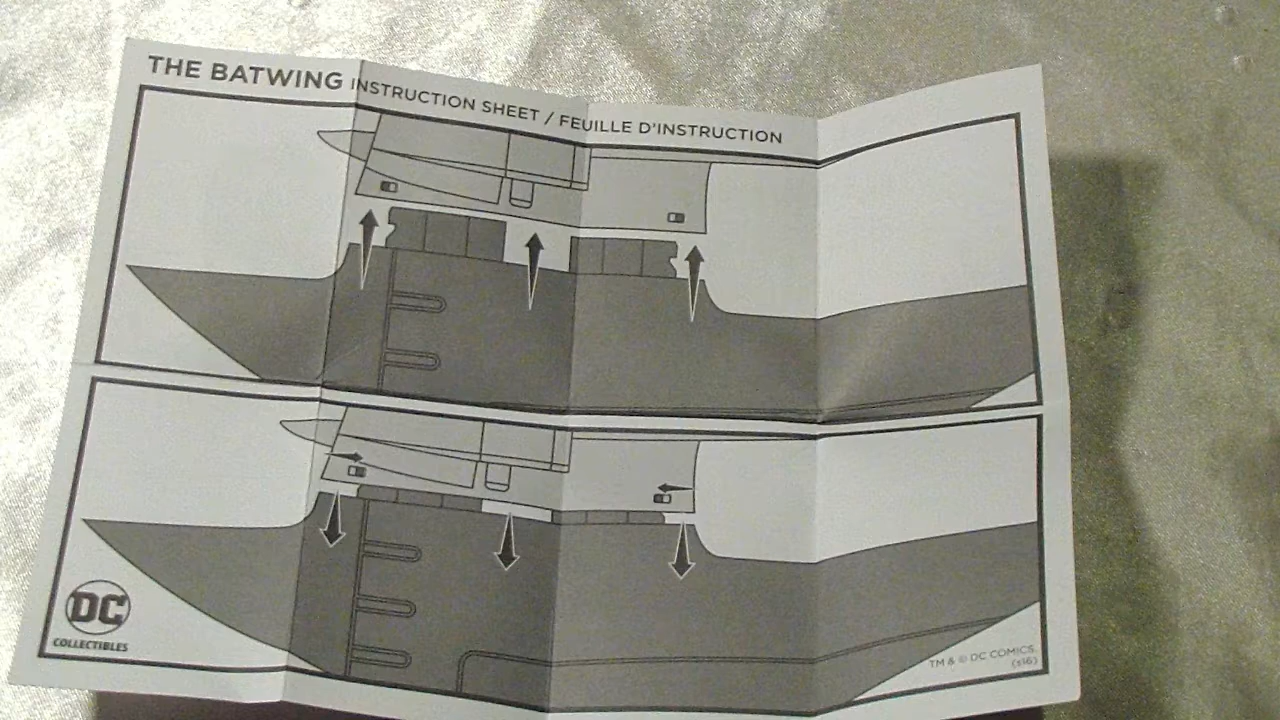 THE BATWING INSTRUCTION SHEET / FEUILLE D'INSTRUCTION
DC
COLLECTIBLES
TM & © DC COMICS.
(s16)